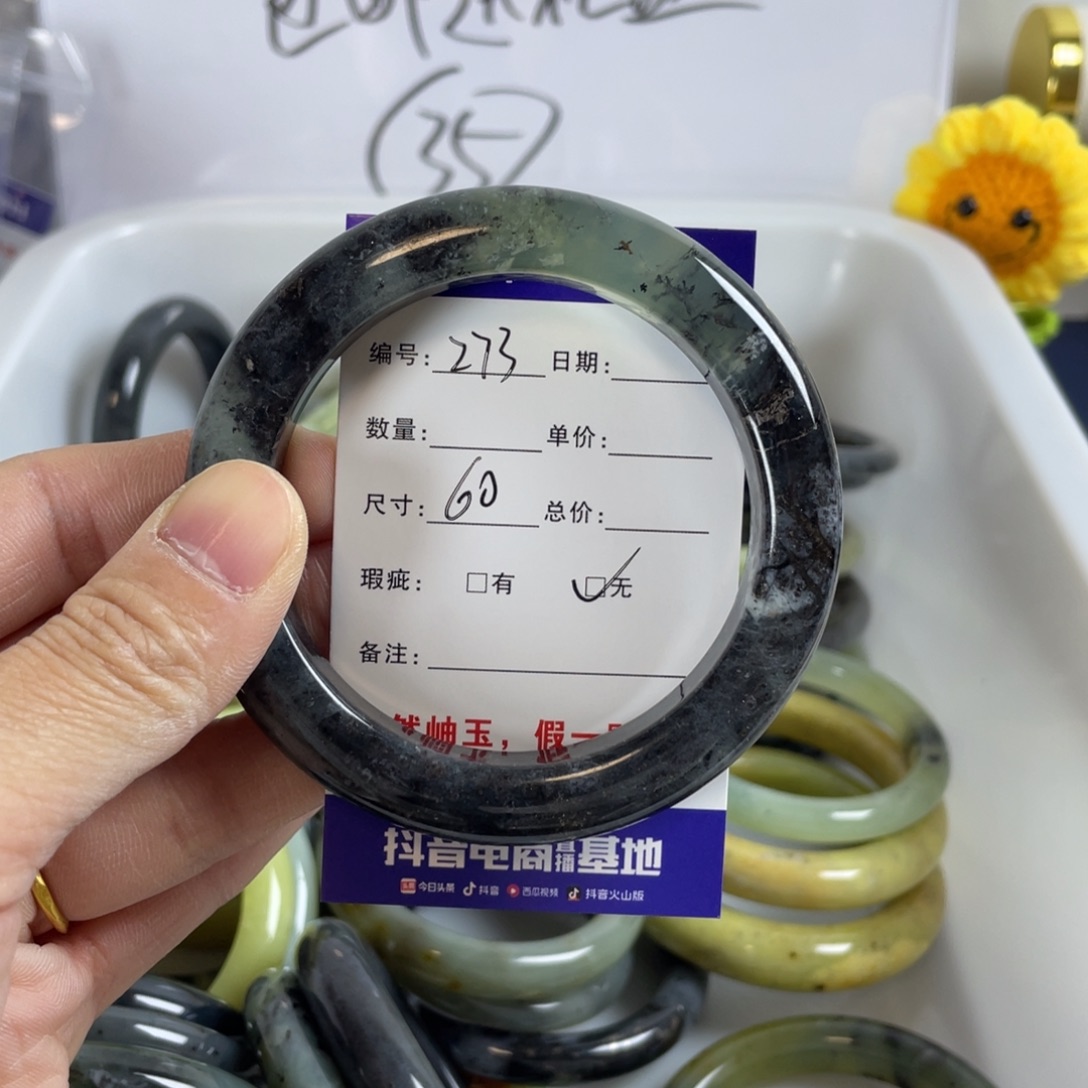 (35)
编号: 273 日期:
数量: 单价:
尺寸: 60 总价:
瑕疵: □有 ☑无
备注:
然岫玉,假一
抖音电商直播基地
今日头条 抖音 西瓜视频 抖音火山版